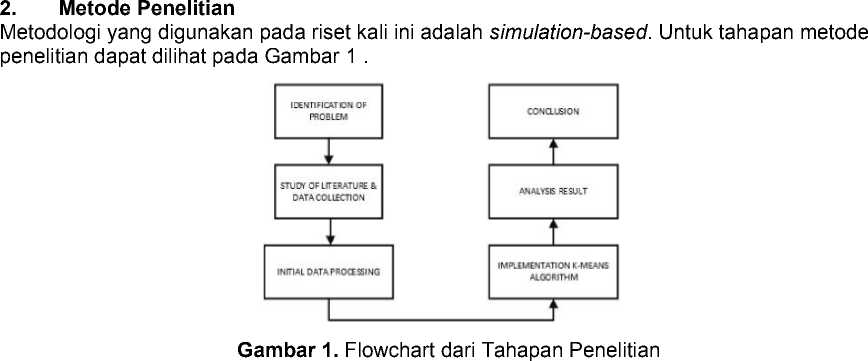 2. Metode Penelitian
Metodologi yang digunakan pada riset kali ini adalah simulation-based. Untuk tahapan metode
penelitian dapat dilihat pada Gambar 1 .
IDENTIFICATION OF
PROBLEM
STUDY OF LITERATURE &
DATA COLLECTION
INITIAL DATA PROCESSING
IMPLEMENTATION K-MEANS
ALGORITHM
ANALYSIS RESULT
CONCLUSION
Gambar 1. Flowchart dari Tahapan Penelitian